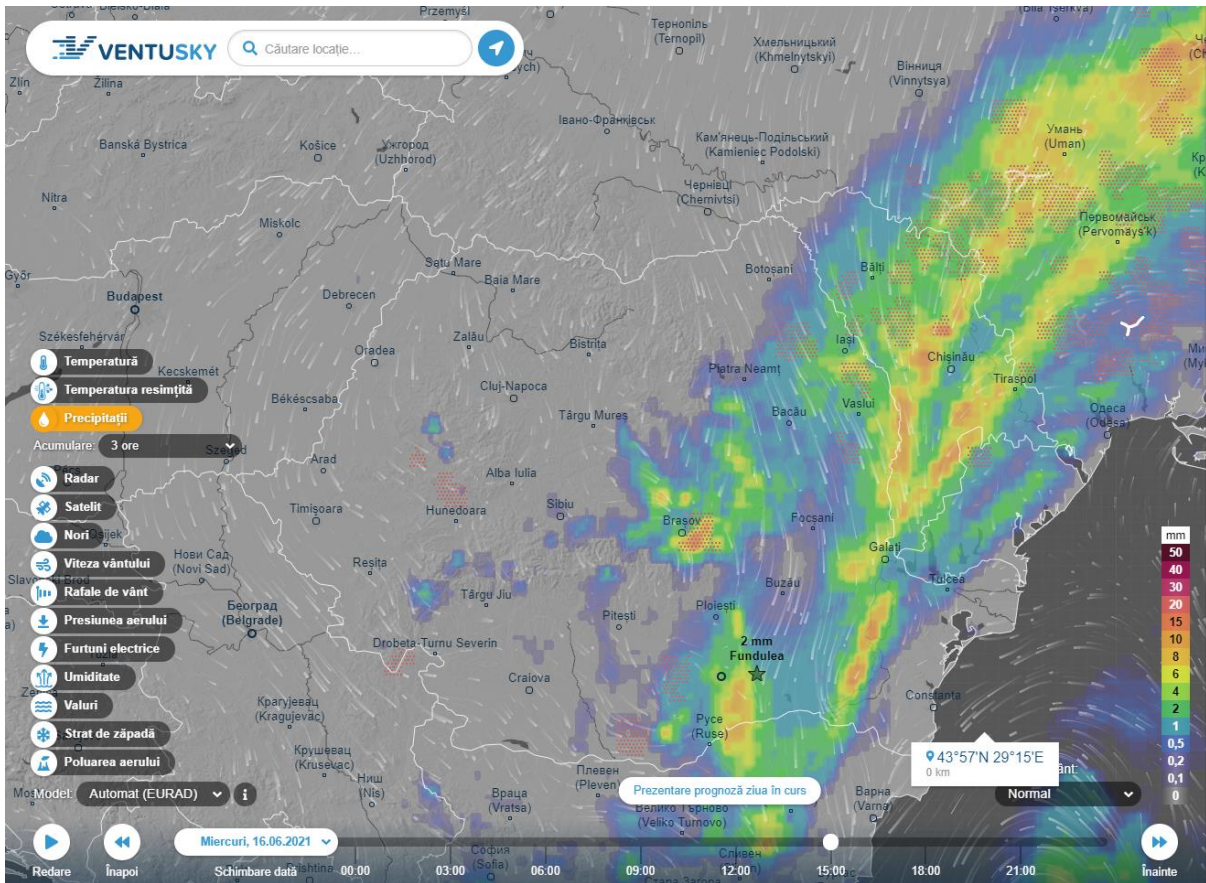 Przemyśl
(Bila Tserkva)
VENTUSKY
Căutare locație...
Тернопіль
(Ternopil)
Хмельницький
(Khmelnytskyi)
Вінниця
(Vinnytsya)
Zlín
Žilina
Banská Bystrica
Košice
Ужгород
(Uzhhorod)
Івано-Франківськ
Кам'янець-Подільський
(Kamieniec Podolski)
Умань
(Uman)
Чернівці
(Chernivtsi)
Nitra
Miskolc
Первомайськ
(Pervomays'k)
Győr
Budapest
Satu Mare
Baia Mare
Botoșani
Bălți
Debrecen
Székesfehérvár
Zalău
Bistrița
Iași
Chișinău
Oradea
Temperatură
Kecskemét
Cluj-Napoca
Piatra Neamț
Tiraspol
Temperatura resimțită
Békéscsaba
Târgu Mureș
Bacău
Vaslui
Одеса
(Odesa)
Precipitații
Acumulare: 3 ore
Szeged
Arad
Alba Iulia
Radar
Timișoara
Hunedoara
Sibiu
Brașov
Focșani
Satelit
Nori
Osijek
Нови Сад
(Novi Sad)
Galați
Viteza vântului
Reșița
Buzău
Tulcea
Slavonski Brod
Rafale de vânt
Београд
(Belgrade)
Târgu Jiu
Pitești
Ploiești
Presiunea aerului
Furtuni electrice
Drobeta-Turnu Severin
2 mm
Fundulea
Umiditate
Craiova
Constanța
Valuri
Крагујевац
(Kragujevac)
Русе
(Ruse)
Strat de zăpadă
Крушевац
(Krusevac)
Poluarea aerului
Ниш
(Nis)
Плевен
(Pleven)
43°57'N 29°15'E
0 km
mm
50
40
30
20
15
10
8
6
4
2
1
0,5
0,2
0,1
0
Model: Automat (EURAD)
i
Враца
(Vratsa)
Prezentare prognoză ziua în curs
Велико Търново
(Veliko Turnovo)
Варна
(Varna)
Normal
Miercuri, 16.06.2021
София
(Sofia)
Сливен
(Sliven)
Redare
Înapoi
Schimbare dată
00:00
03:00
06:00
09:00
12:00
15:00
21:00
Înainte